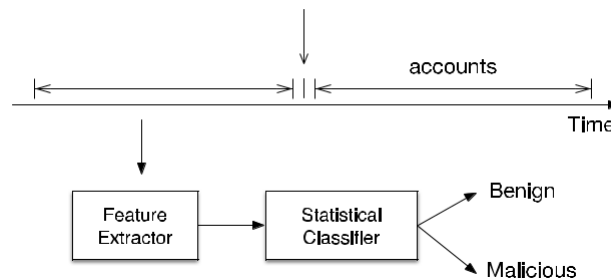 accounts
Time
Feature
Extractor
Statistical
Classifier
Benign
Malicious